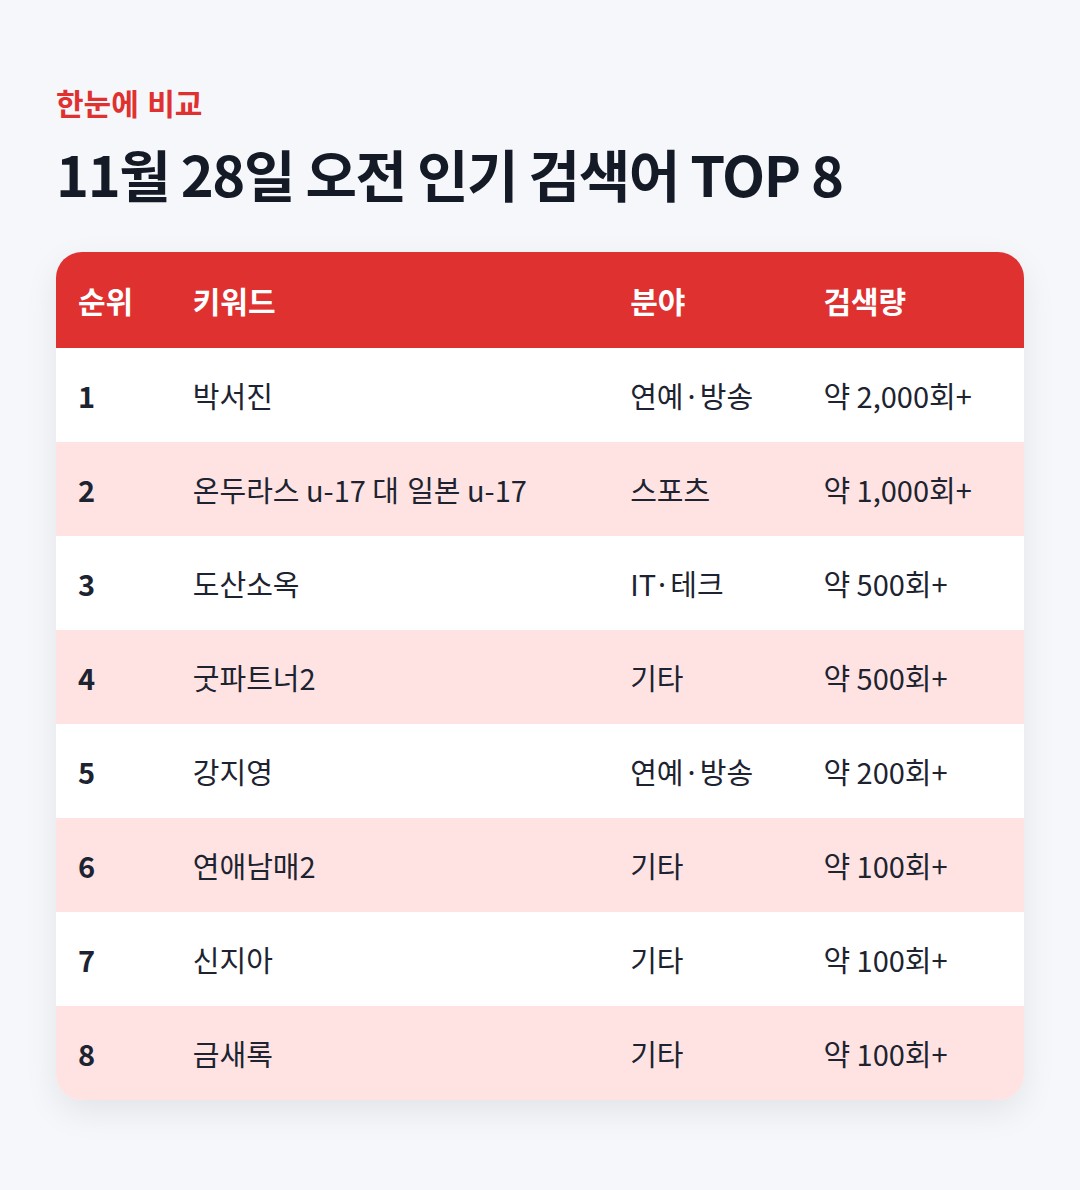 한눈에 비교
11월 28일 오전 인기 검색어 TOP 8
순위 키워드 분야 검색량
1 박서진 연예·방송 약 2,000회+
2 온두라스 u-17 대 일본 u-17 스포츠 약 1,000회+
3 도산소옥 IT·테크 약 500회+
4 굿파트너2 기타 약 500회+
5 강지영 연예·방송 약 200회+
6 연애남매2 기타 약 100회+
7 신지아 기타 약 100회+
8 금새록 기타 약 100회+